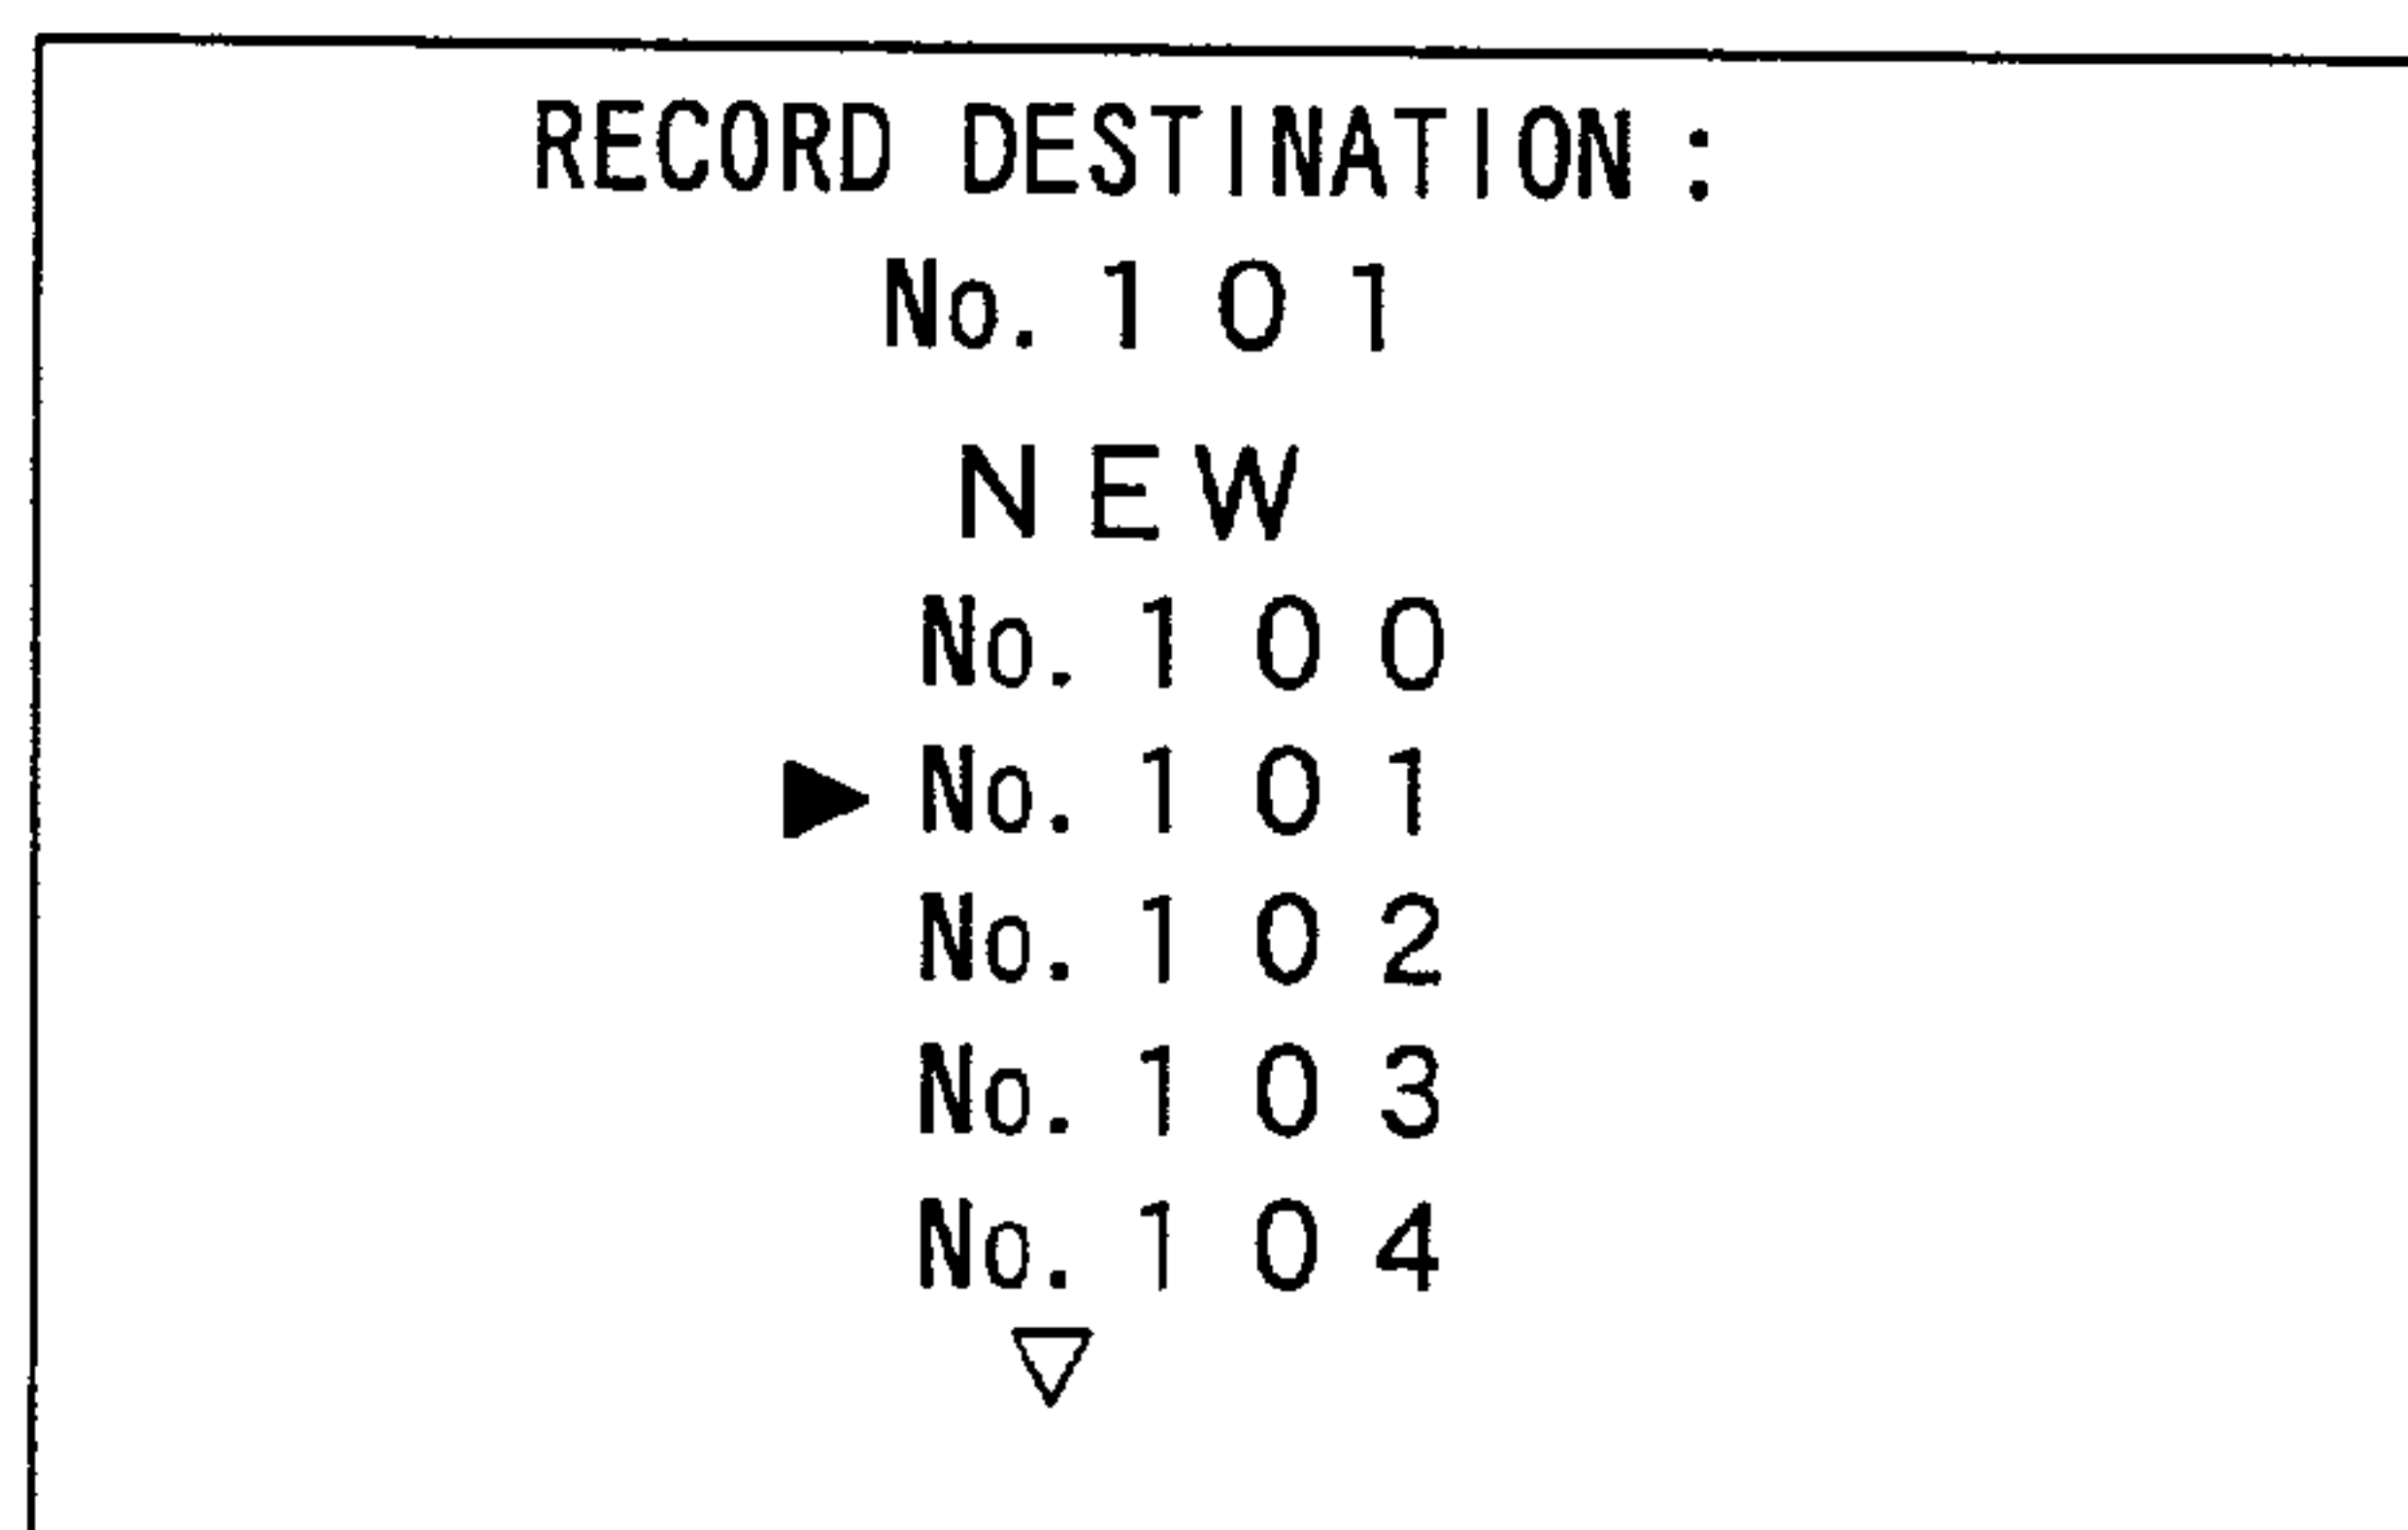 RECORD DESTINATION :
No. 1 0 1
NEW
No. 1 0 0
▶ No. 1 0 1
No. 1 0 2
No. 1 0 3
No. 1 0 4
▽